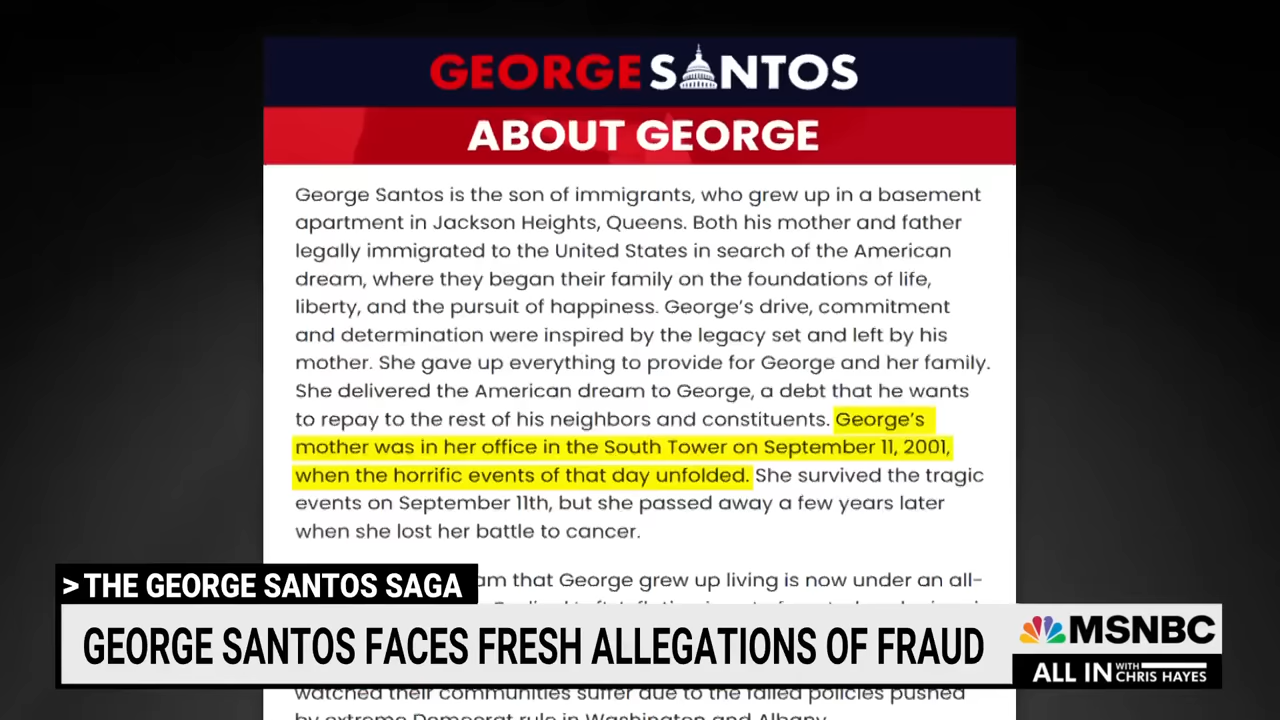 GEORGE SANTOS
ABOUT GEORGE
George Santos is the son of immigrants, who grew up in a basement
apartment in Jackson Heights, Queens. Both his mother and father
legally immigrated to the United States in search of the American
dream, where they began their family on the foundations of life,
liberty, and the pursuit of happiness. George's drive, commitment
and determination were inspired by the legacy set and left by his
mother. She gave up everything to provide for George and her family.
She delivered the American dream to George, a debt that he wants
to repay to the rest of his neighbors and constituents. George's
mother was in her office in the South Tower on September 11, 2001,
when the horrific events of that day unfolded. She survived the tragic
events on September 11th, but she passed away a few years later
when she lost her battle to cancer.
that George grew up living is now under an all-
> THE GEORGE SANTOS SAGA
GEORGE SANTOS FACES FRESH ALLEGATIONS OF FRAUD
MSNBC
ALL IN WITH CHRIS HAYES
watched their communities suffer due to the failed policies pushed
by extreme Democrat rule in Washington and Albany.